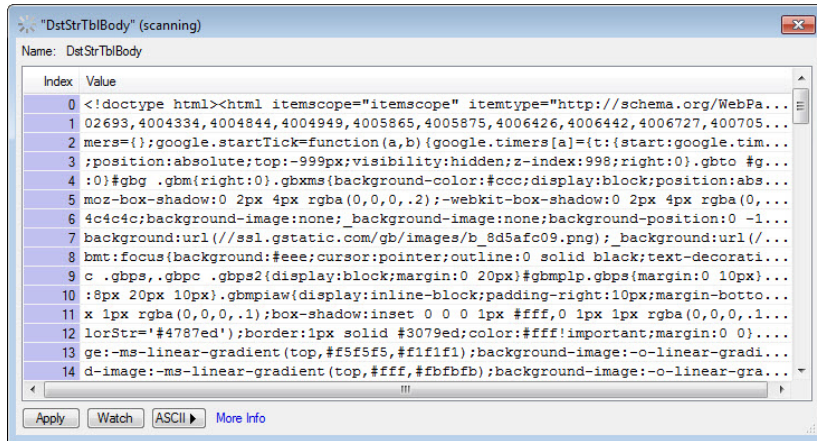 "DstStrTblBody" (scanning)
Name: DstStrTblBody
Index Value
0 <!doctype html><html itemscope="itemscope" itemtype="http://schema.org/WebPa...
1 02693,4004334,4004844,4004949,4005865,4005875,4006426,4006442,4006727,400705...
2 mers={};google.startTick=function(a,b){google.timers[a]={t:{start:google.tim...
3 ;position:absolute;top:-999px;visibility:hidden;z-index:998;right:0}.gbto #g...
4 :0}#gbg .gbm{right:0}.gbxms{background-color:#ccc;display:block;position:abs...
5 moz-box-shadow:0 2px 4px rgba(0,0,0,.2);-webkit-box-shadow:0 2px 4px rgba(0,...
6 4c4c4c;background-image:none;_background-image:none;background-position:0 -1...
7 background:url(//ssl.gstatic.com/gb/images/b_8d5afc09.png);_background:url(/...
8 bmt:focus{background:#eee;cursor:pointer;outline:0 solid black;text-decorati...
9 c .gbps,.gbpc .gbps2{display:block;margin:0 20px}#gbmplp.gbps{margin:0 10px}...
10 :8px 20px 10px}.gbmpiaw{display:inline-block;padding-right:10px;margin-botto...
11 x 1px rgba(0,0,0,.1);box-shadow:inset 0 0 0 1px #fff,0 1px 1px rgba(0,0,0,.1...
12 lorStr='#4787ed');border:1px solid #3079ed;color:#fff!important;margin:0 0}....
13 ge:-ms-linear-gradient(top,#f5f5f5,#f1f1f1);background-image:-o-linear-gradi...
14 d-image:-ms-linear-gradient(top,#fff,#fbfbfb);background-image:-o-linear-gra...
Apply Watch ASCII More Info